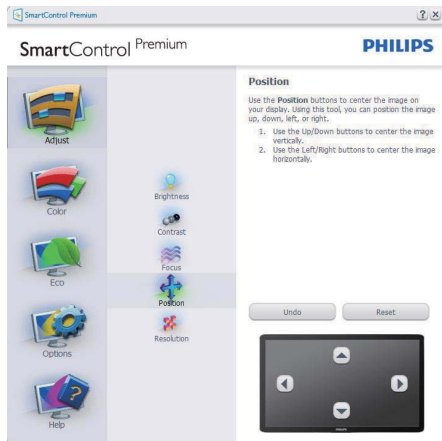 SmartControl Premium
? x
SmartControl Premium
PHILIPS
Adjust
Color
Eco
Options
Help
Brightness
Contrast
Focus
Position
Resolution
Position
Use the Position buttons to center the image on
your display. Using this tool, you can position the image
up, down, left, or right.
1. Use the Up/Down buttons to center the image
vertically.
2. Use the Left/Right buttons to center the image
horizontally.
Undo
Reset
PHILIPS